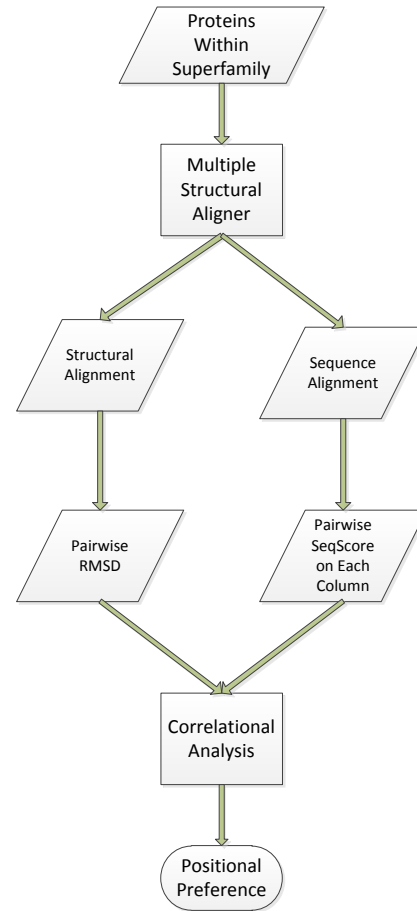 Proteins
Within
Superfamily
Multiple
Structural
Aligner
Structural
Alignment
Sequence
Alignment
Pairwise
RMSD
Pairwise
SeqScore
on Each
Column
Correlational
Analysis
Positional
Preference